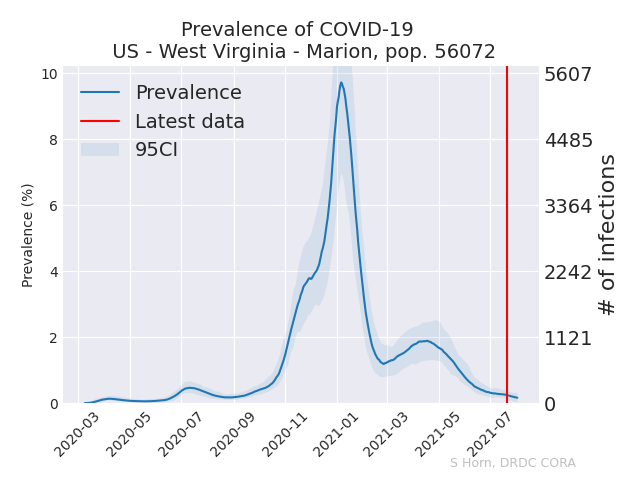 Prevalence of COVID-19
US - West Virginia - Marion, pop. 56072
Prevalence
Latest data
95CI
Prevalence (%)
10
8
6
4
2
0
5607
4485
3364
2242
1121
0
# of infections
2020-03
2020-05
2020-07
2020-09
2020-11
2021-01
2021-03
2021-05
2021-07
S Horn, DRDC CORA